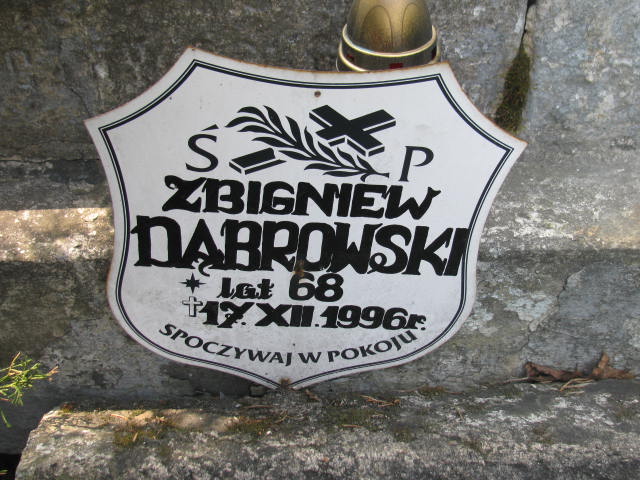 Ś P
ZBIGNIEW
DĄBROWSKI
lat 68
17.XII.1996r.
SPOCZYWAJ W POKOJU